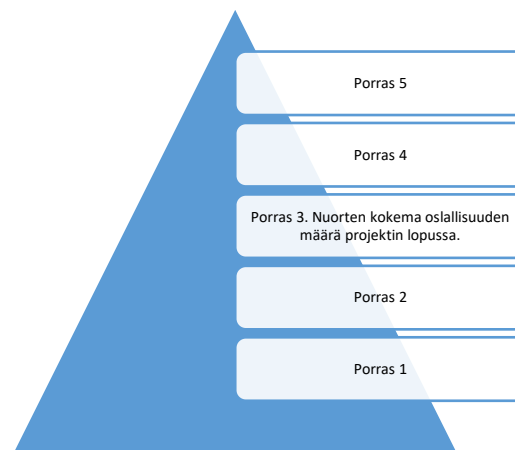 Porras 5
Porras 4
Porras 3. Nuorten kokema oslallisuuden
määrä projektin lopussa.
Porras 2
Porras 1